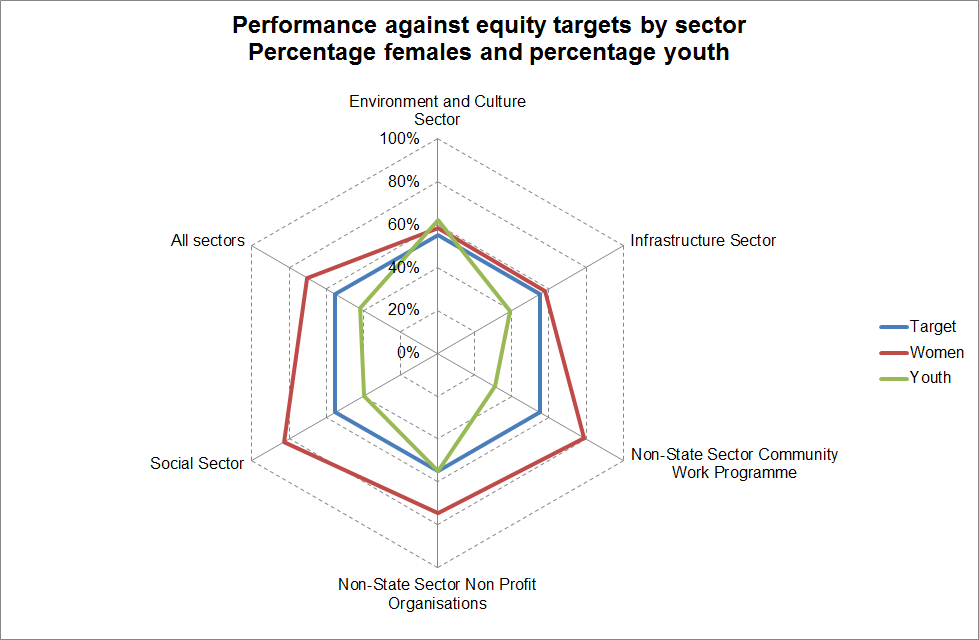 Performance against equity targets by sector
Percentage females and percentage youth
Environment and Culture
Sector
100%
80%
60%
40%
20%
0%
All sectors
Infrastructure Sector
Target
Women
Youth
Social Sector
Non-State Sector Community
Work Programme
Non-State Sector Non Profit
Organisations